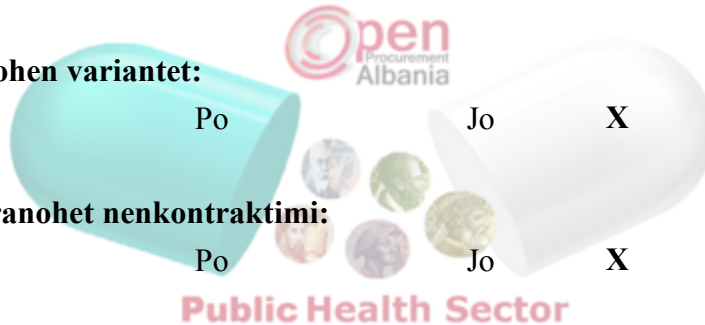 Open
Procurement
Albania
ohen variantet:
Po Jo X
ranohet nenkontraktimi:
Po Jo X
Public Health Sector